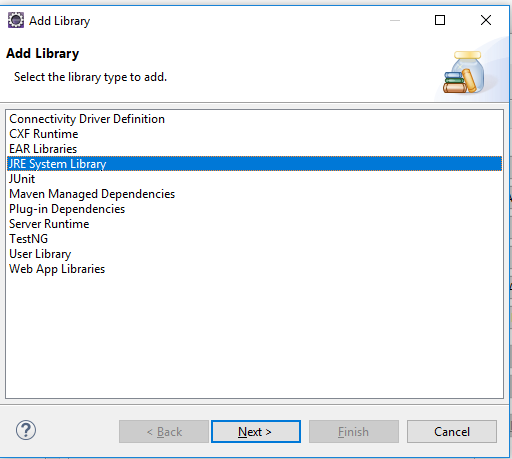 Add Library
Add Library
Select the library type to add.
Connectivity Driver Definition
CXF Runtime
EAR Libraries
JRE System Library
JUnit
Maven Managed Dependencies
Plug-in Dependencies
Server Runtime
TestNG
User Library
Web App Libraries
? < Back Next > Finish Cancel